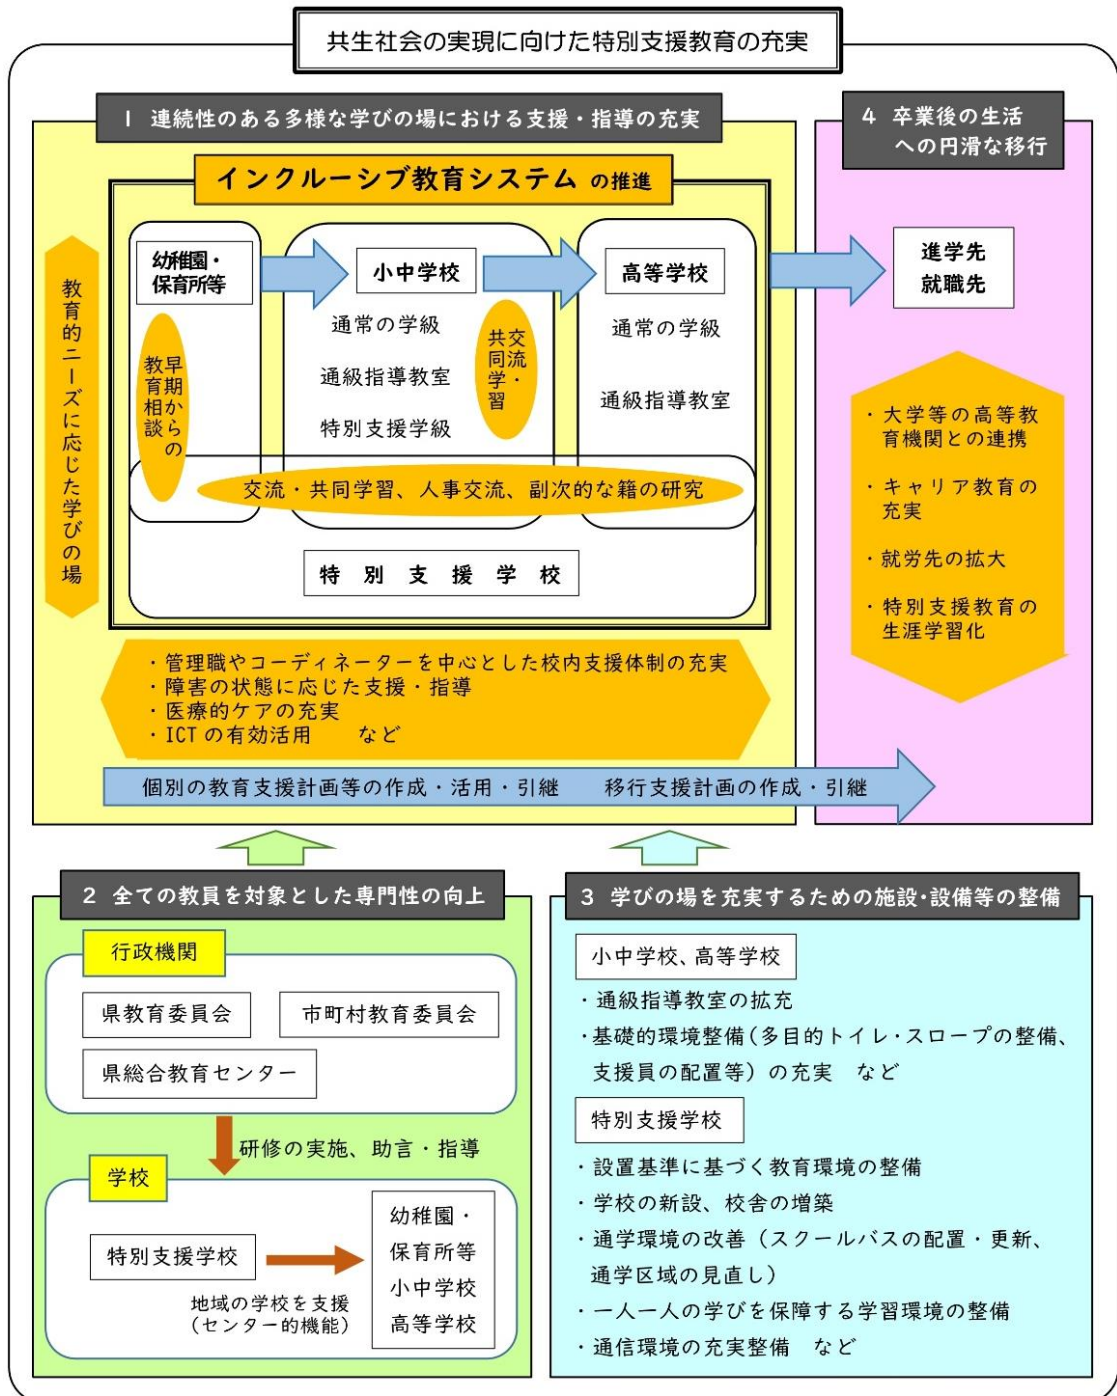 共生社会の実現に向けた特別支援教育の充実
1 連続性のある多様な学びの場における支援・指導の充実
インクルーシブ教育システム の推進
教育的ニーズに応じた学びの場
幼稚園・
保育所等
早期からの
教育相談
小中学校
通常の学級
通級指導教室
特別支援学級
交流・
共同学習
高等学校
通常の学級
通級指導教室
交流・共同学習、人事交流、副次的な籍の研究
特別支援学校
・管理職やコーディネーターを中心とした校内支援体制の充実
・障害の状態に応じた支援・指導
・医療的ケアの充実
・ICTの有効活用　など
個別の教育支援計画等の作成・活用・引継　移行支援計画の作成・引継
4 卒業後の生活
への円滑な移行
進学先
就職先
・大学等の高等教
育機関との連携
・キャリア教育の
充実
・就労先の拡大
・特別支援教育の
生涯学習化
2 全ての教員を対象とした専門性の向上
行政機関
県教育委員会
市町村教育委員会
県総合教育センター
研修の実施、助言・指導
学校
特別支援学校
地域の学校を支援
(センター的機能)
幼稚園・
保育所等
小中学校
高等学校
3 学びの場を充実するための施設・設備等の整備
小中学校、高等学校
・通級指導教室の拡充
・基礎的環境整備(多目的トイレ・スロープの整備、
支援員の配置等）の充実　など
特別支援学校
・設置基準に基づく教育環境の整備
・学校の新設、校舎の増築
・通学環境の改善（スクールバスの配置・更新、
通学区域の見直し）
・一人一人の学びを保障する学習環境の整備
・通信環境の充実整備　など